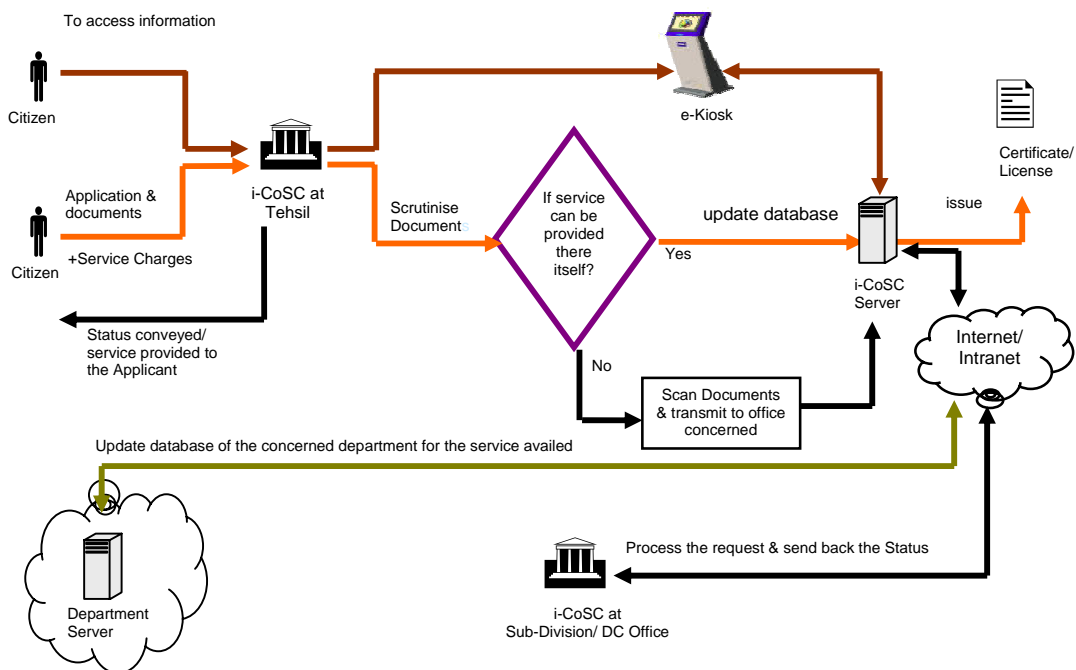 To access information
Citizen
e-Kiosk
Certificate/
License
i-CoSC at
Tehsil
Application &
documents
Scrutinise
Documents
If service
can be
provided
there
itself?
update database
issue
Yes
Citizen
+Service Charges
i-CoSC
Server
Status conveyed/
service provided to
the Applicant
Internet/
Intranet
No
Scan Documents
& transmit to office
concerned
Update database of the concerned department for the service availed
Process the request & send back the Status
Department
Server
i-CoSC at
Sub-Division/ DC Office